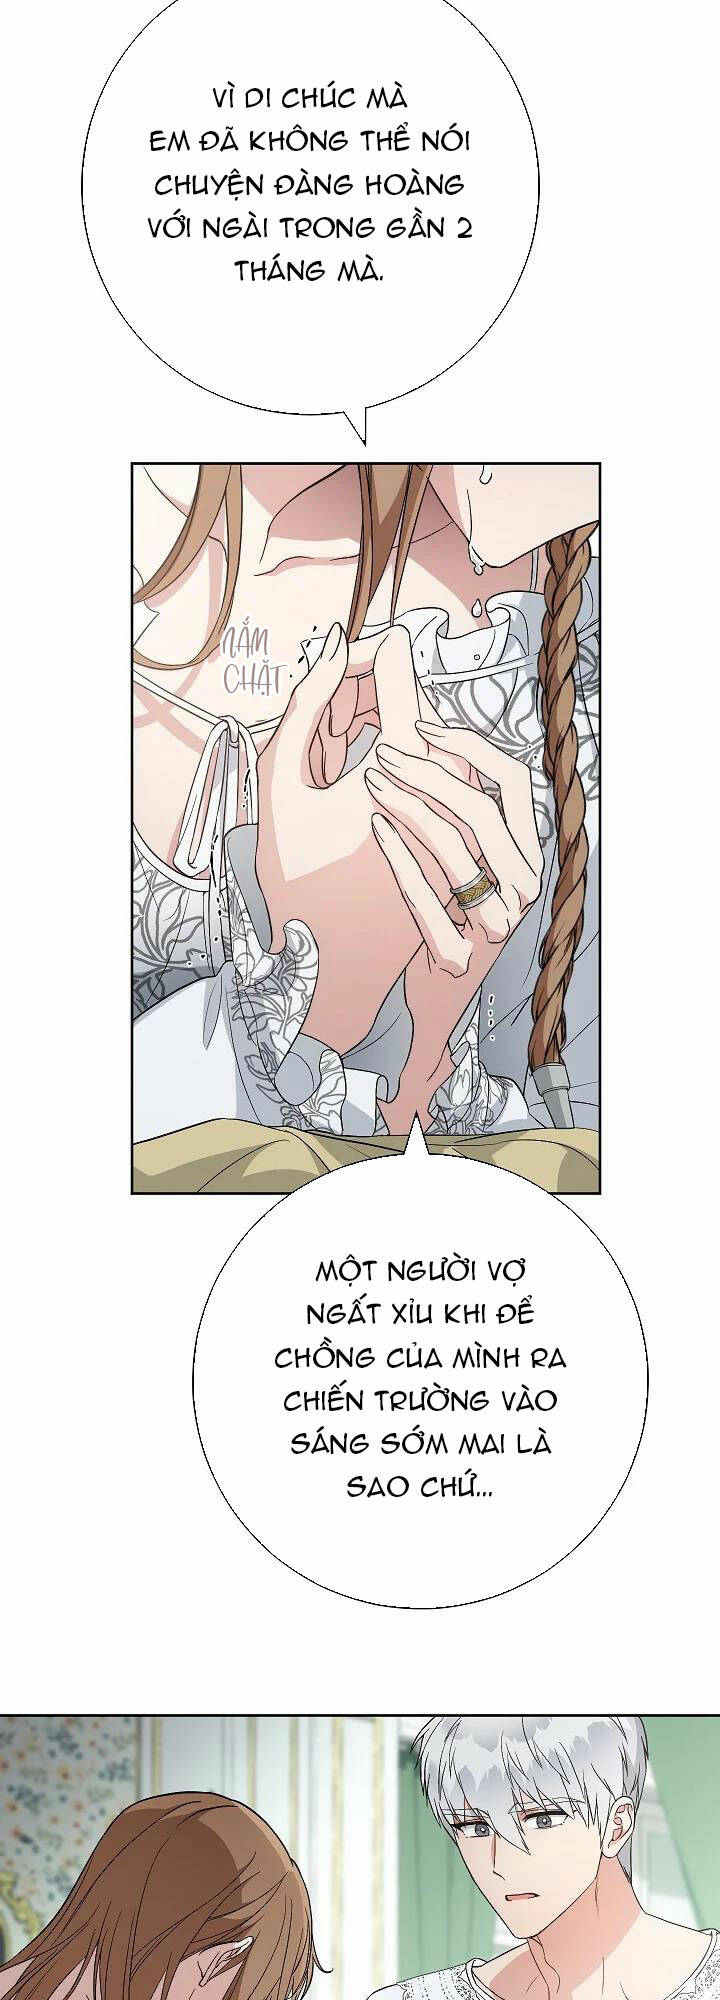 VÌ DI CHÚC MÀ
EM ĐÃ KHÔNG THỂ NÓI
CHUYỆN ĐÀNG HOÀNG
VỚI NGÀI TRONG GẦN 2
THÁNG MÀ.
NẮM
CHẶT
MỘT NGƯỜI VỢ
NGẤT XỈU KHI ĐỂ
CHỒNG CỦA MÌNH RA
CHIẾN TRƯỜNG VÀO
SÁNG SỚM MAI LÀ
SAO CHỨ...